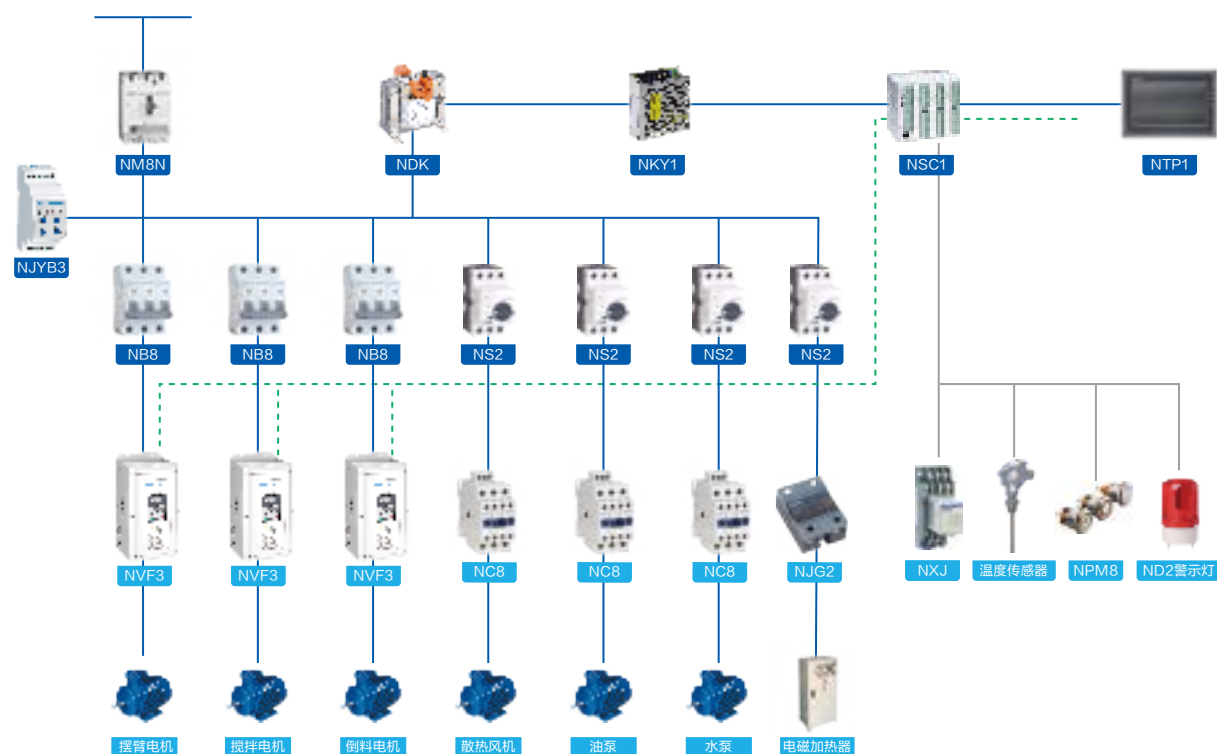 NM8N
NDK
NKY1
NSC1
NTP1
NJYB3
NB8
NB8
NB8
NS2
NS2
NS2
NS2
NVF3
NVF3
NVF3
NC8
NC8
NC8
NJG2
NXJ
温度传感器
NPM8
ND2警示灯
摆臂电机
搅拌电机
倒料电机
散热风机
油泵
水泵
电磁加热器